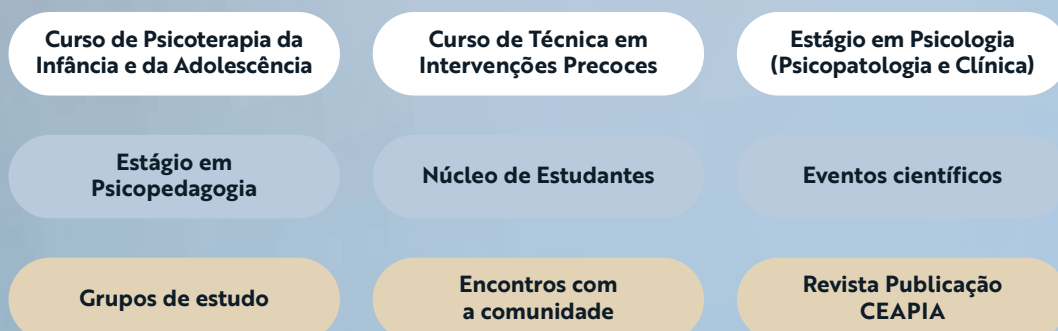 Curso de Psicoterapia da
Infância e da Adolescência
Curso de Técnica em
Intervenções Precoces
Estágio em Psicologia
(Psicopatologia e Clínica)
Estágio em
Psicopedagogia
Núcleo de Estudantes
Eventos científicos
Grupos de estudo
Encontros com
a comunidade
Revista Publicação
CEAPIA